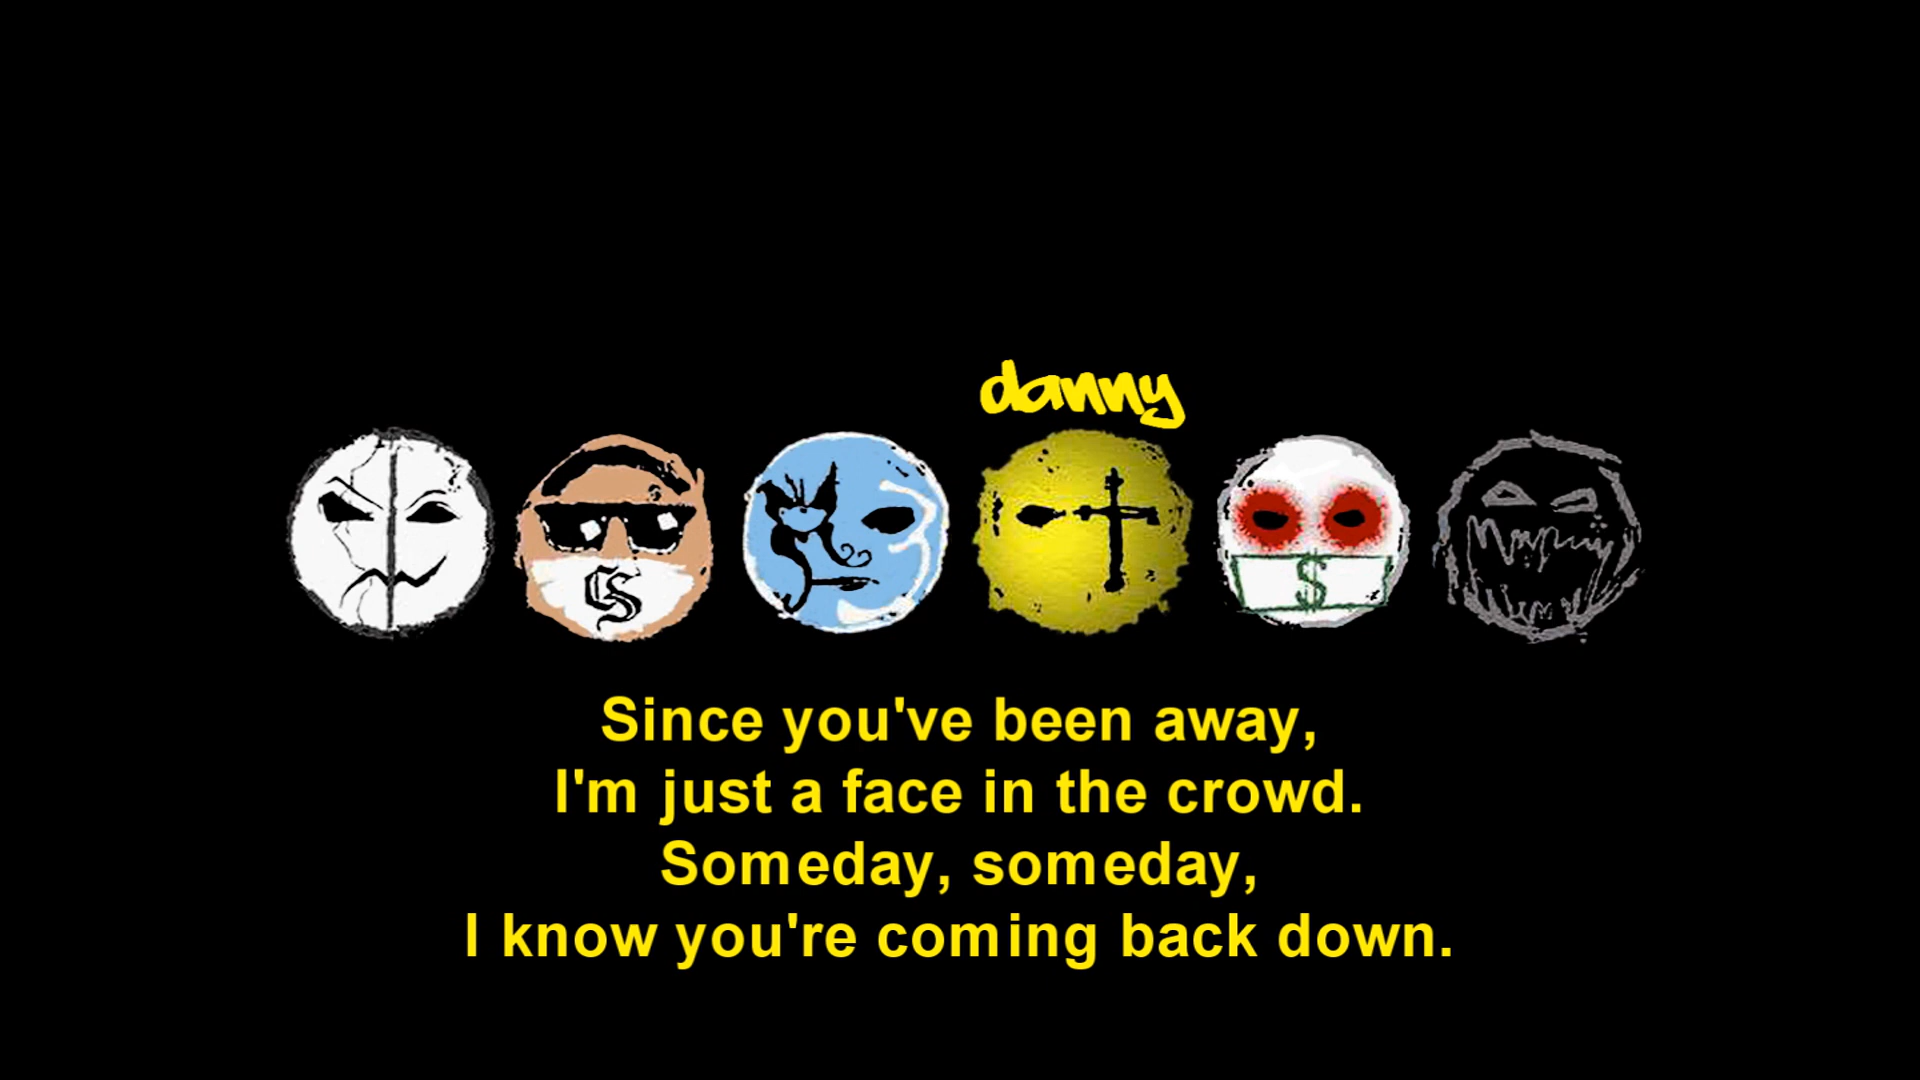 danny
$
Since you've been away,
I'm just a face in the crowd.
Someday, someday,
I know you're coming back down.